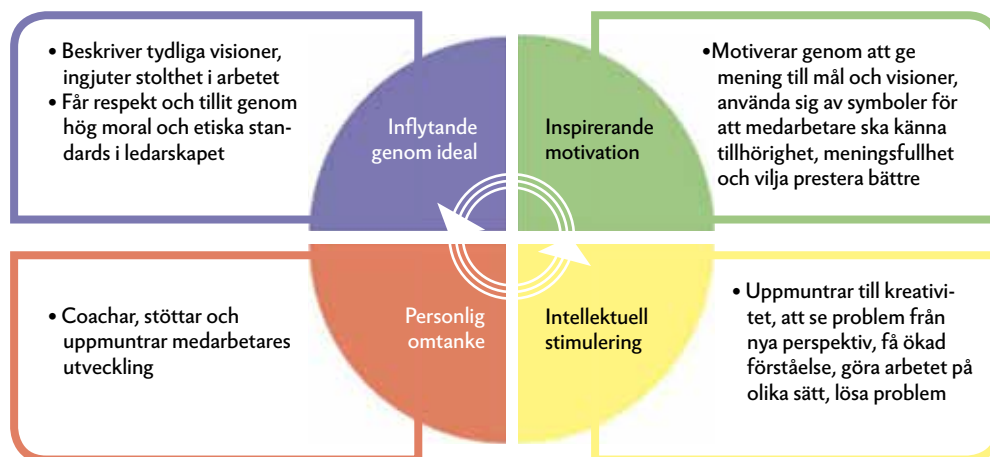 • Beskriver tydliga visioner,
ingjuter stolthet i arbetet
• Får respekt och tillit genom
hög moral och etiska stan-
dards i ledarskapet
Inflytande
genom ideal
Inspirerande
motivation
•Motiverar genom att ge
mening till mål och visioner,
använda sig av symboler för
att medarbetare ska känna
tillhörighet, meningsfullhet
och vilja prestera bättre
• Coachar, stöttar och
uppmuntrar medarbetares
utveckling
Personlig
omtanke
Intellektuell
stimulering
• Uppmuntrar till kreativi-
tet, att se problem från
nya perspektiv, få ökad
förståelse, göra arbetet på
olika sätt, lösa problem